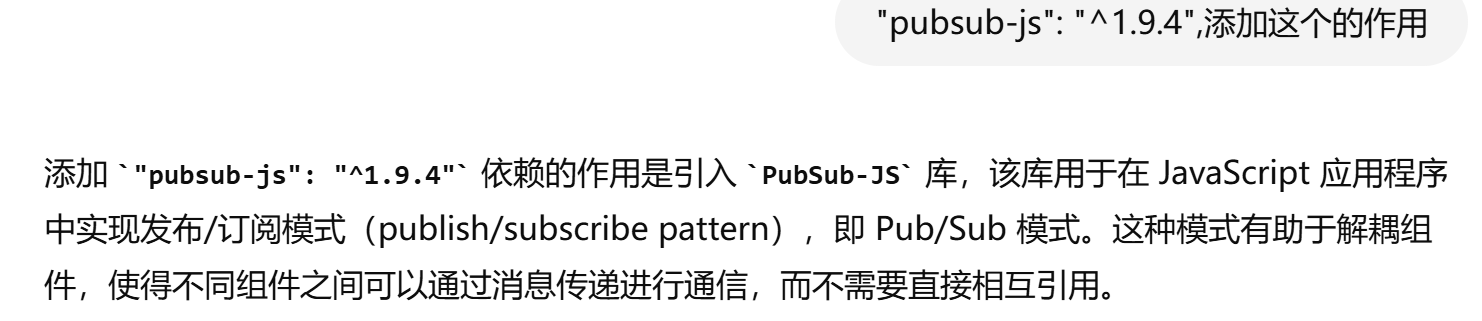 "pubsub-js": "^1.9.4",添加这个的作用
添加 `"pubsub-js": "^1.9.4"` 依赖的作用是引入 `PubSub-JS` 库，该库用于在 JavaScript 应用程序
中实现发布/订阅模式（publish/subscribe pattern），即 Pub/Sub 模式。这种模式有助于解耦组
件，使得不同组件之间可以通过消息传递进行通信，而不需要直接相互引用。